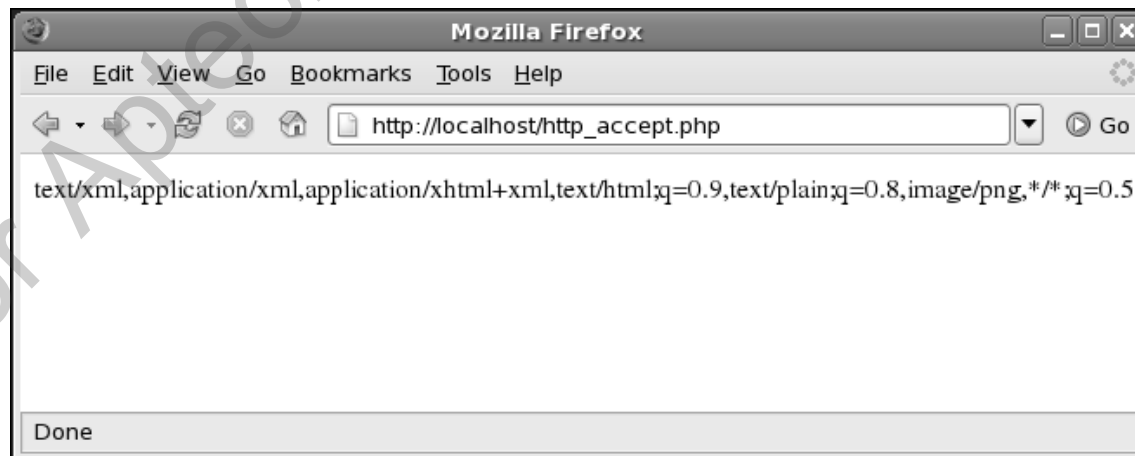 Mozilla Firefox
File Edit View Go Bookmarks Tools Help
http://localhost/http_accept.php Go
text/xml,application/xml,application/xhtml+xml,text/html;q=0.9,text/plain;q=0.8,image/png,*/*;q=0.5
Done